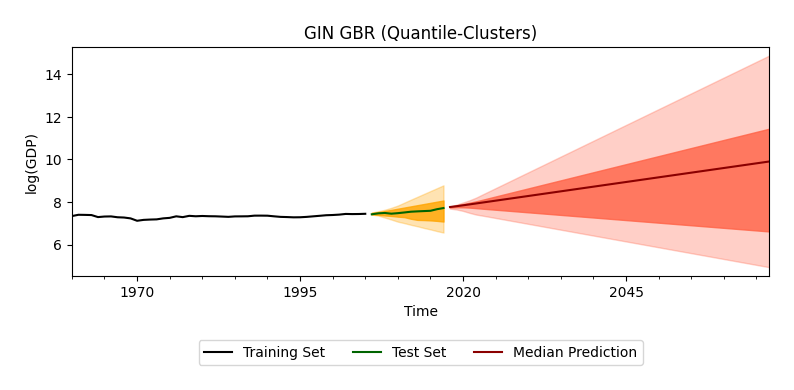 GIN GBR (Quantile-Clusters)
log(GDP)
14
12
10
8
6
1970
1995
2020
2045
Time
Training Set
Test Set
Median Prediction